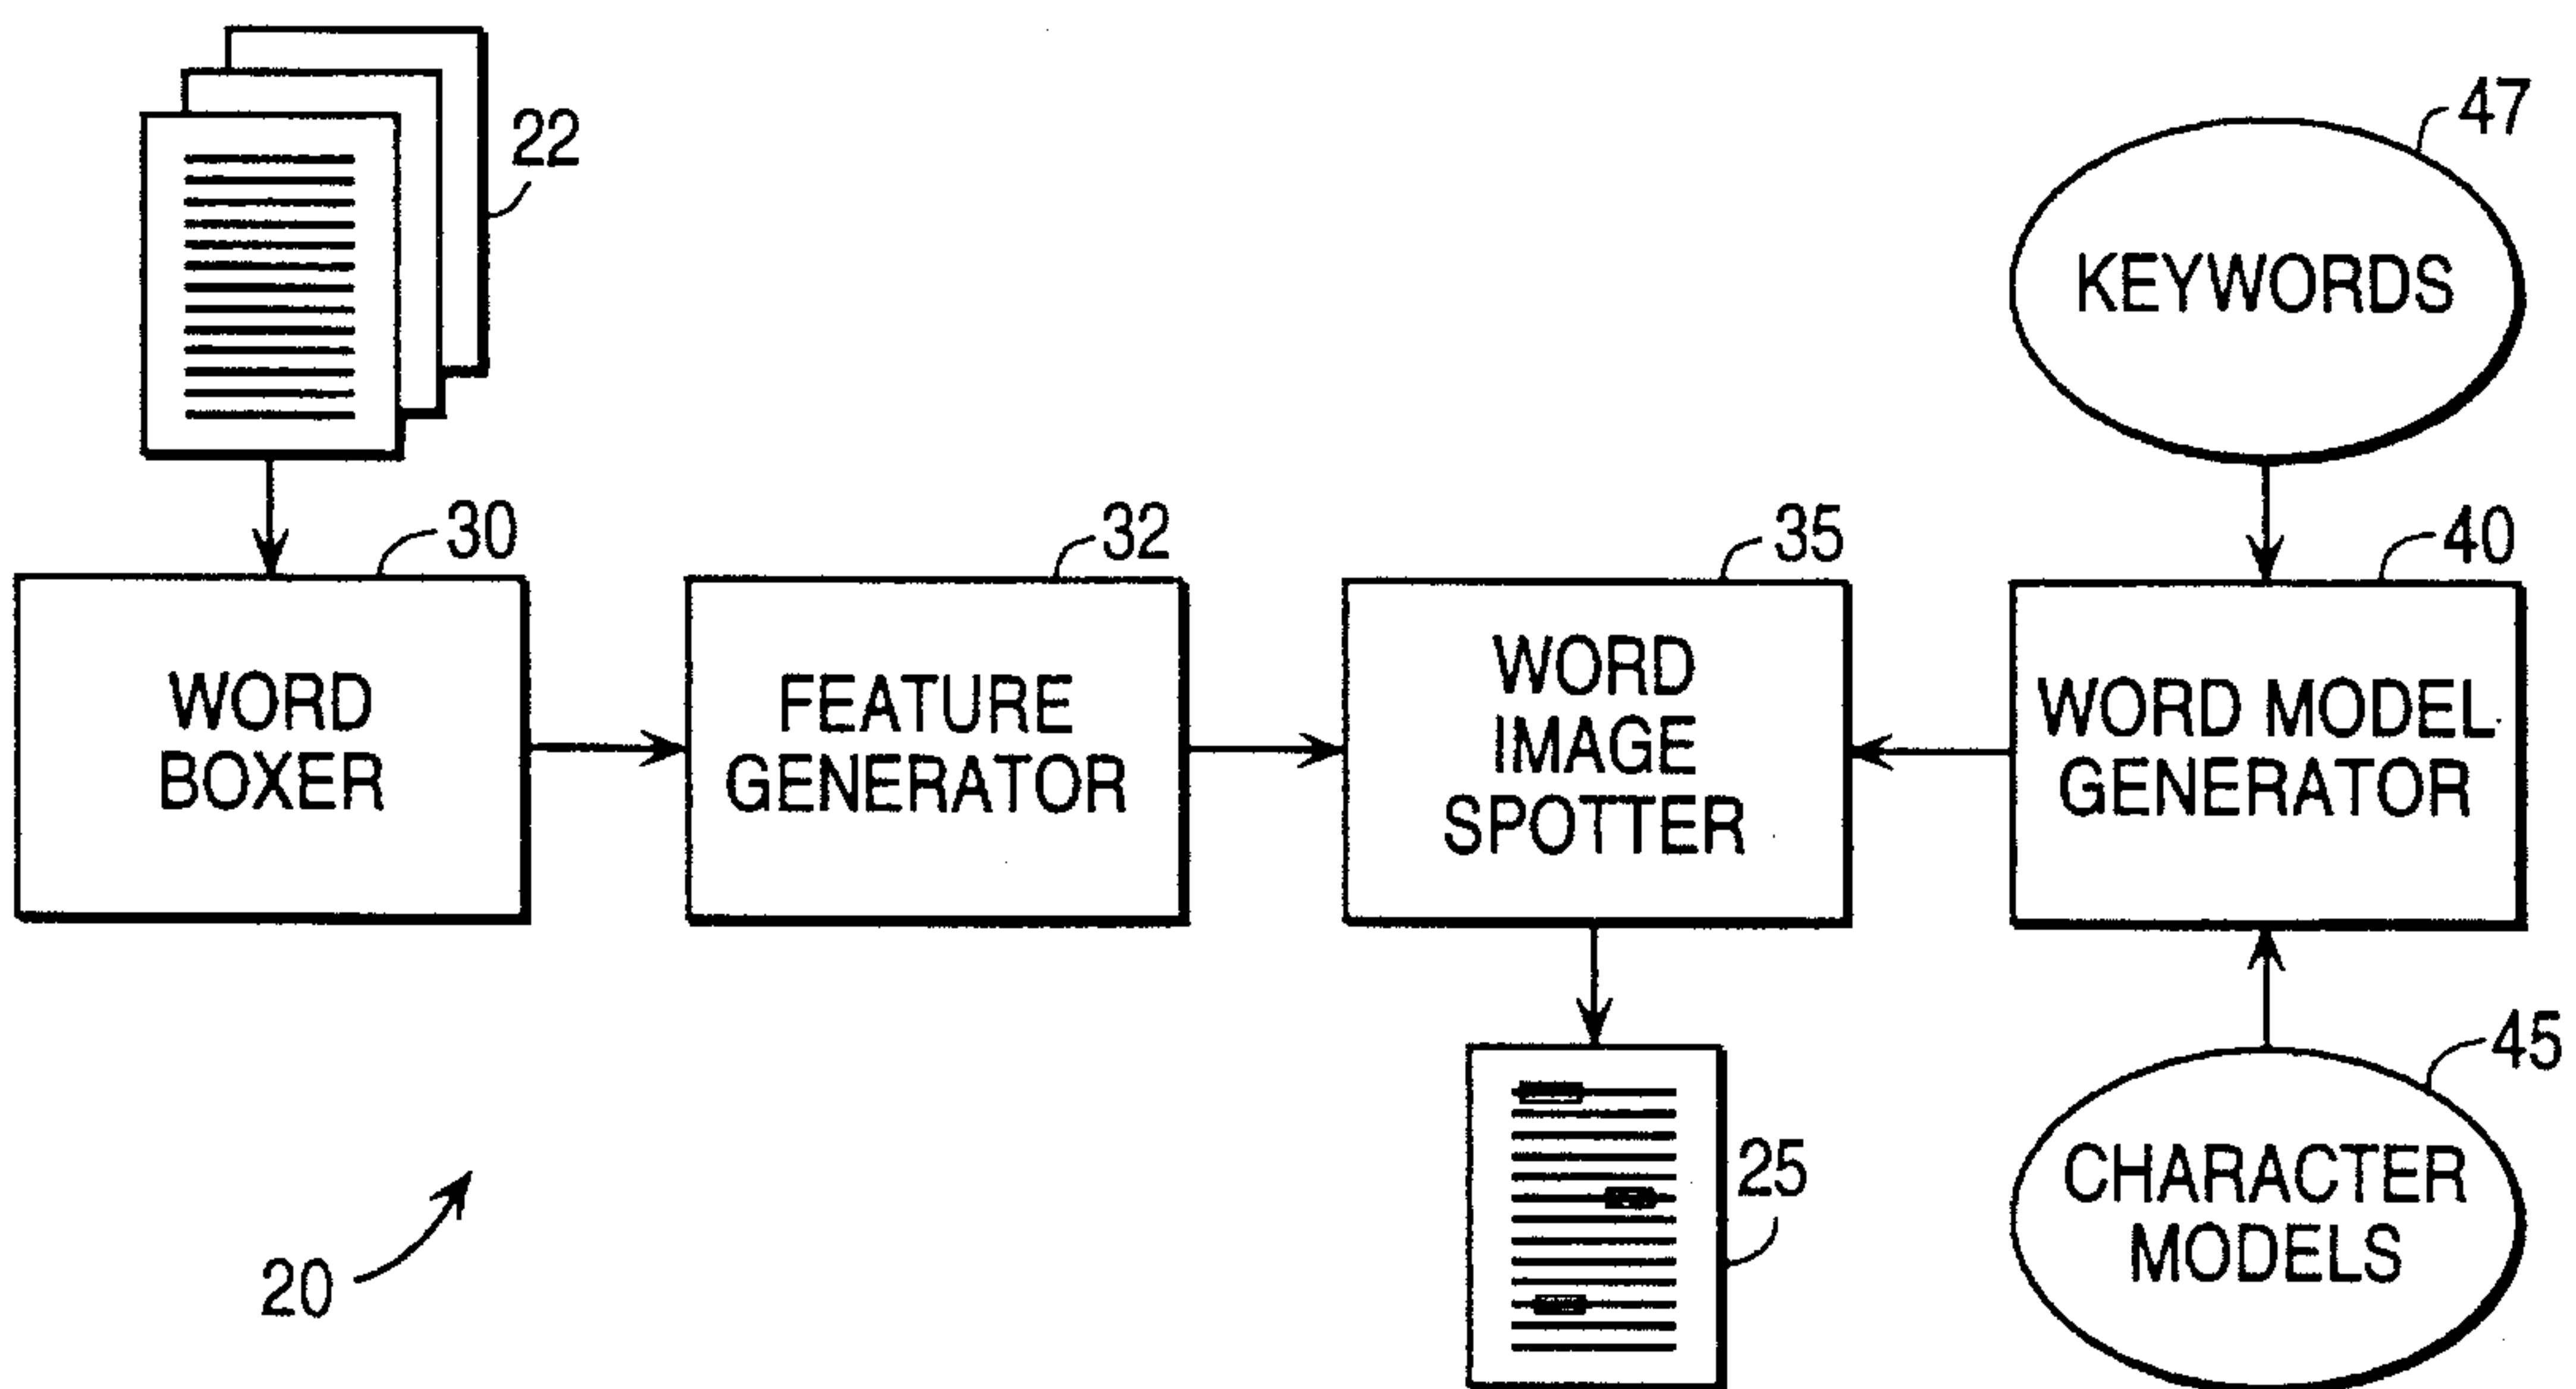 22
47
KEYWORDS
30
32
35
40
WORD
BOXER
FEATURE
GENERATOR
WORD
IMAGE
SPOTTER
WORD MODEL
GENERATOR
25
45
CHARACTER
MODELS
20